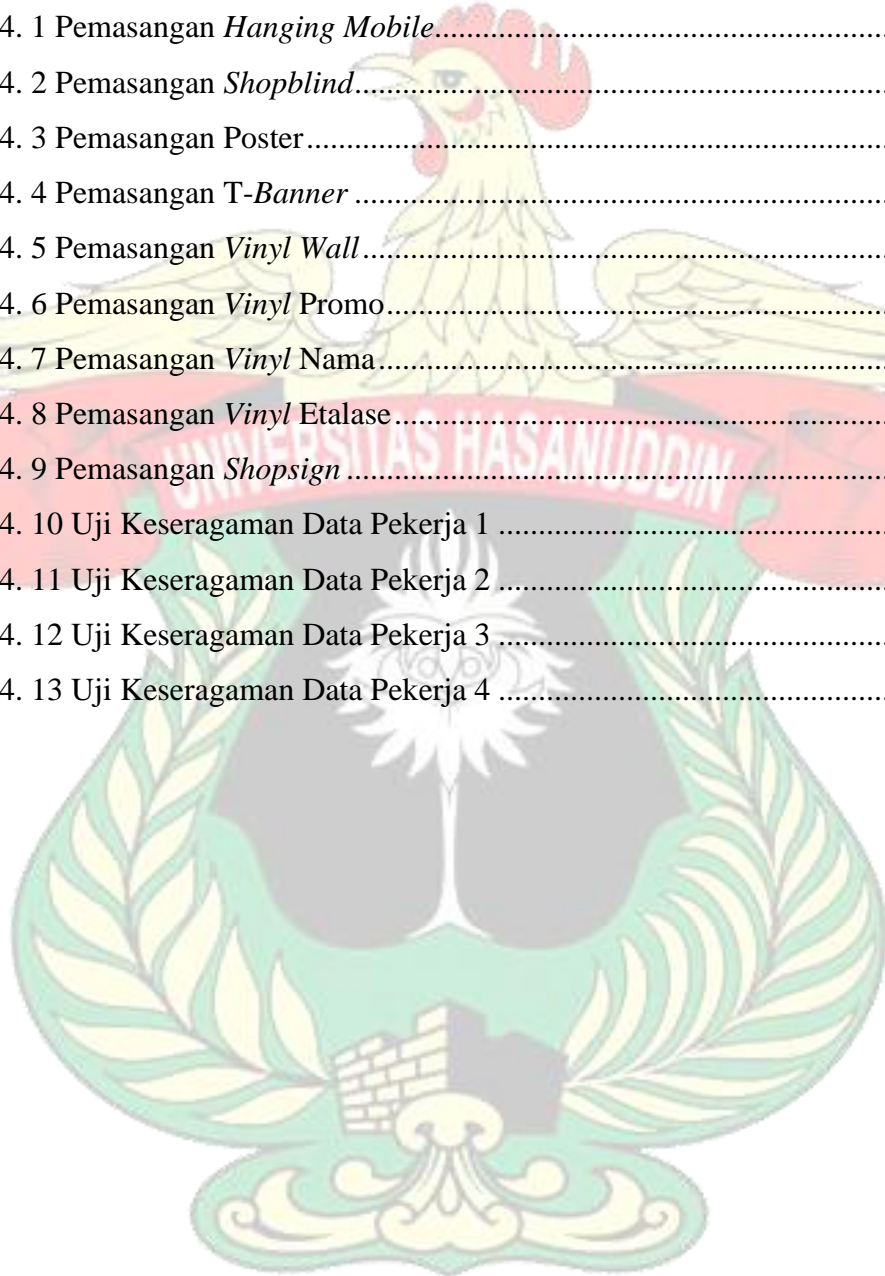 4. 1 Pemasangan Hanging Mobile..........................................................
4. 2 Pemasangan Shopblind.....................................................................
4. 3 Pemasangan Poster...........................................................................
4. 4 Pemasangan T-Banner......................................................................
4. 5 Pemasangan Vinyl Wall....................................................................
4. 6 Pemasangan Vinyl Promo.................................................................
4. 7 Pemasangan Vinyl Nama..................................................................
4. 8 Pemasangan Vinyl Etalase................................................................
4. 9 Pemasangan Shopsign......................................................................
UNIVERSITAS HASANUDDIN
4. 10 Uji Keseragaman Data Pekerja 1....................................................
4. 11 Uji Keseragaman Data Pekerja 2....................................................
4. 12 Uji Keseragaman Data Pekerja 3....................................................
4. 13 Uji Keseragaman Data Pekerja 4....................................................